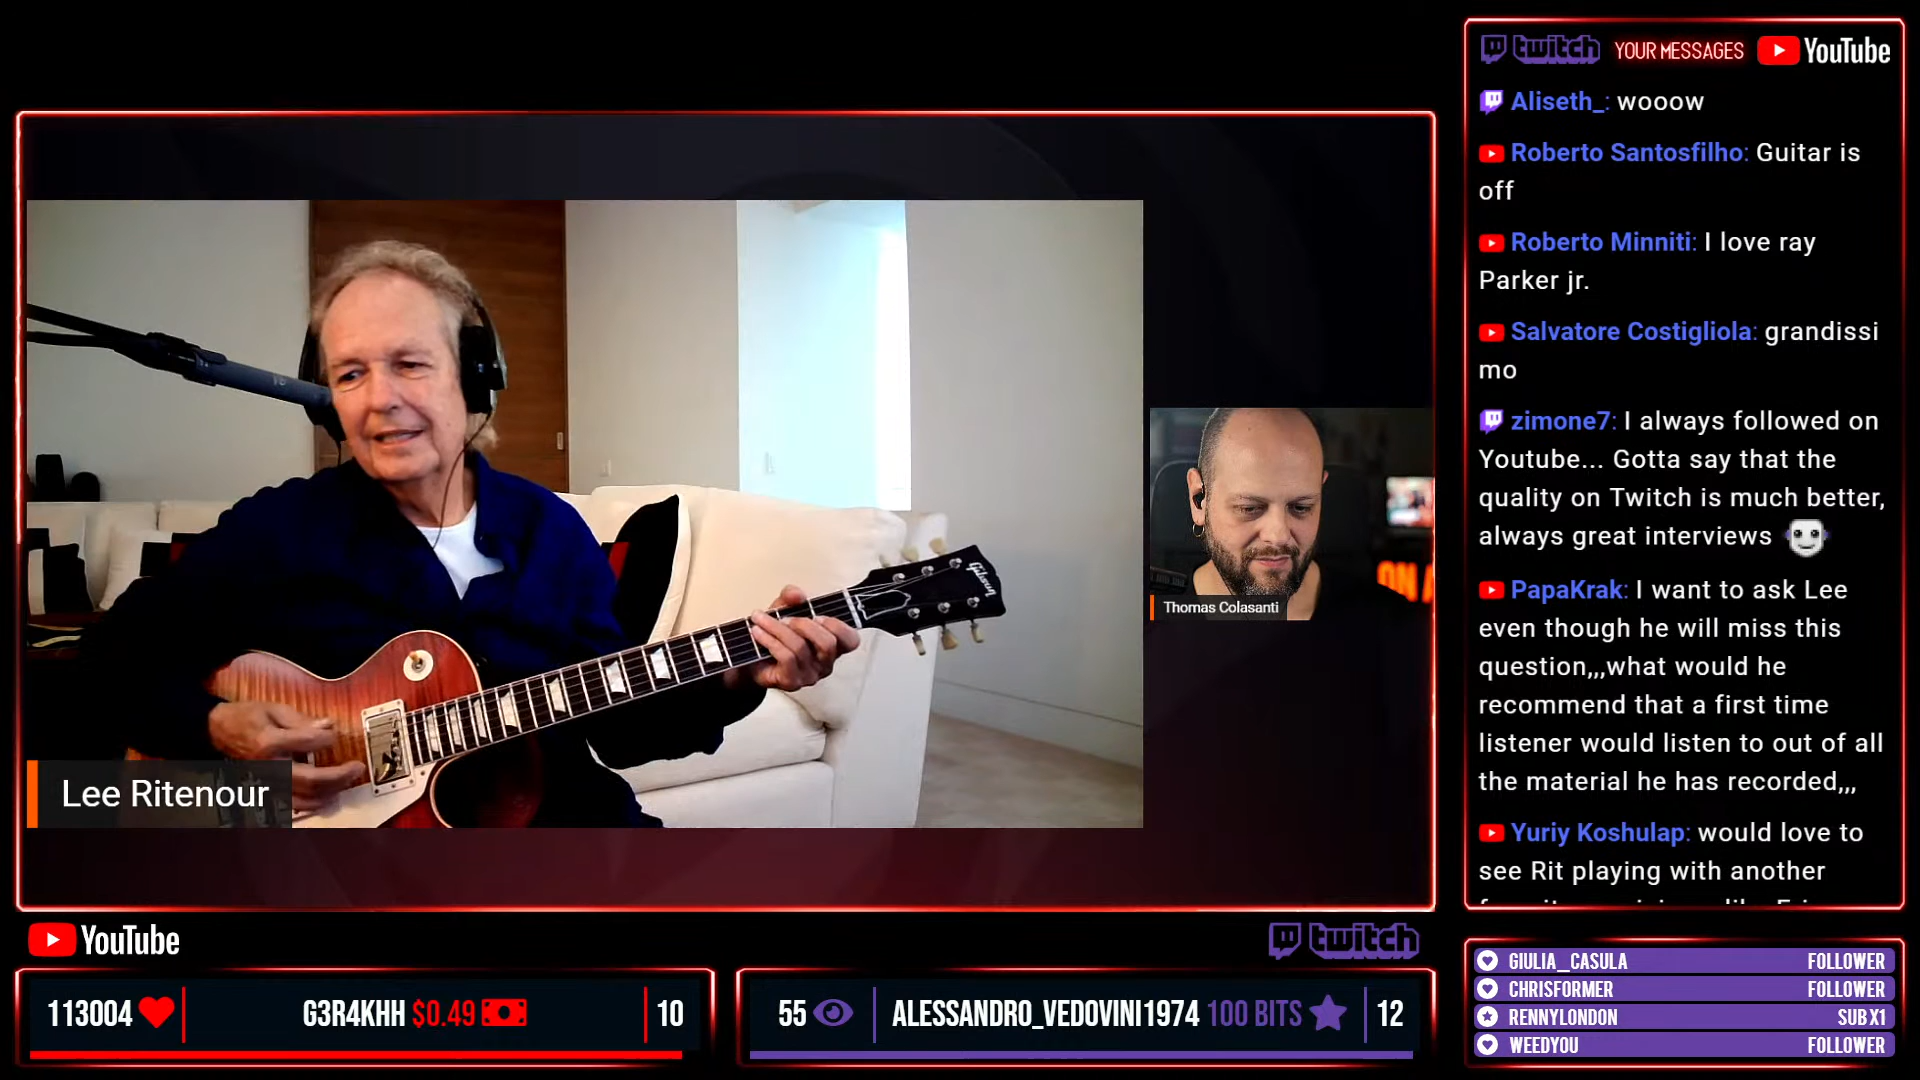 twitch YOUR MESSAGES YouTube
Aliseth_: wooow
Roberto Santosfilho: Guitar is
off
Roberto Minniti: I love ray
Parker jr.
Salvatore Costigliola: grandissi
mo
zimone7: I always followed on
Youtube... Gotta say that the
quality on Twitch is much better,
always great interviews
PapaKrak: I want to ask Lee
even though he will miss this
question,,,what would he
recommend that a first time
listener would listen to out of all
the material he has recorded,,,
Yuriy Koshulap: would love to
see Rit playing with another
Gibson
ON A
Thomas Colasanti
Lee Ritenour
YouTube
twitch
113004
G3R4KHH $0.49
10
55
ALESSANDRO_VEDOVINI1974 100 BITS
12
GIULIA_CASULA FOLLOWER
CHRISFORMER FOLLOWER
RENNYLONDON SUB X1
WEEDYOU FOLLOWER